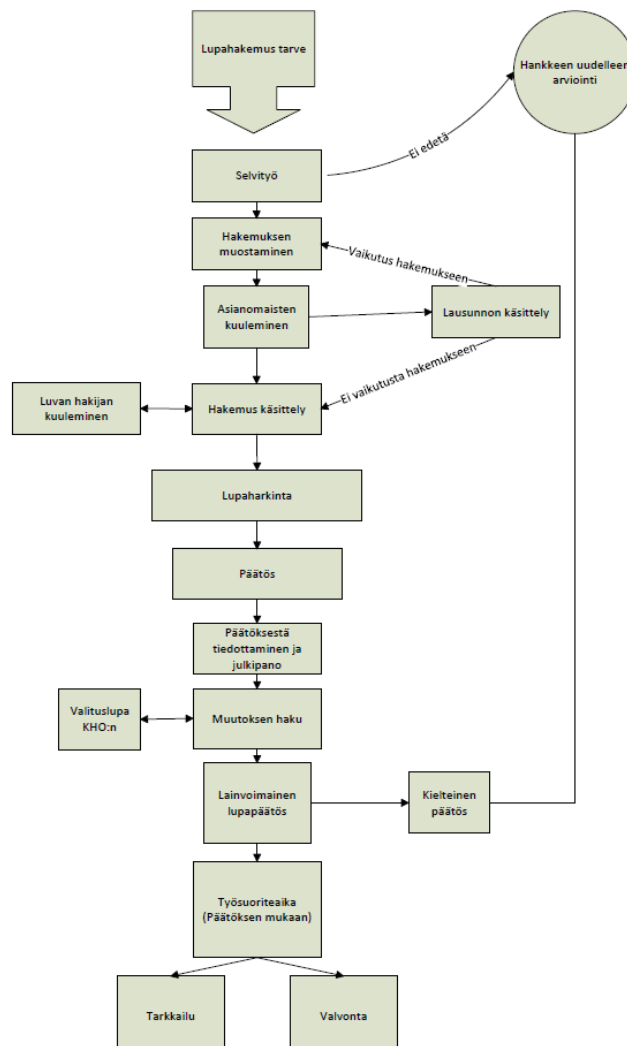 Lupahakemus tarve
Hankkeen uudelleen
arviointi
Ei edetä
Selvityö
Hakemuksen
muostaminen
Vaikutus hakemukseen
Asianomaisten
kuuleminen
Lausunnon käsittely
Ei vaikutusta hakemukseen
Luvan hakijan
kuuleminen
Hakemus käsittely
Lupaharkinta
Päätös
Päätöksestä
tiedottaminen ja
julkipano
Valituslupa
KHO:n
Muutoksen haku
Lainvoimainen
lupapäätös
Kielteinen
päätös
Työsuoriteaika
(Päätöksen mukaan)
Tarkkailu
Valvonta